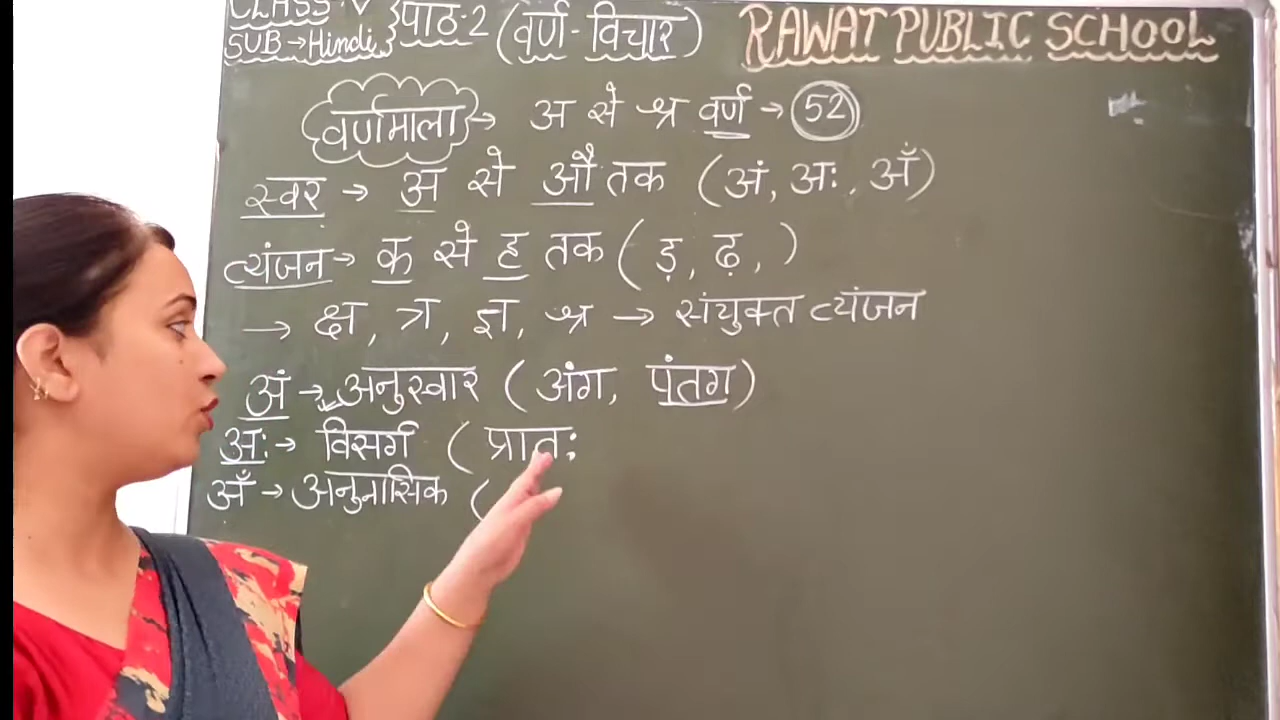 CLASS-V } पाठ-2 (वर्ण-विचार) RAWAT PUBLIC SCHOOL
SUB→Hindi
वर्णमाला → अ से श्र वर्ण → 52
स्वर → अ से औ तक (अं, अः, अँ)
व्यंजन → क से ह तक (ड़, ढ़, )
→ क्ष, त्र, ज्ञ, श्र → संयुक्त व्यंजन
अं → अनुस्वार (अंग, पंतग)
अः → विसर्ग (प्रातः
अँ → अनुनासिक (